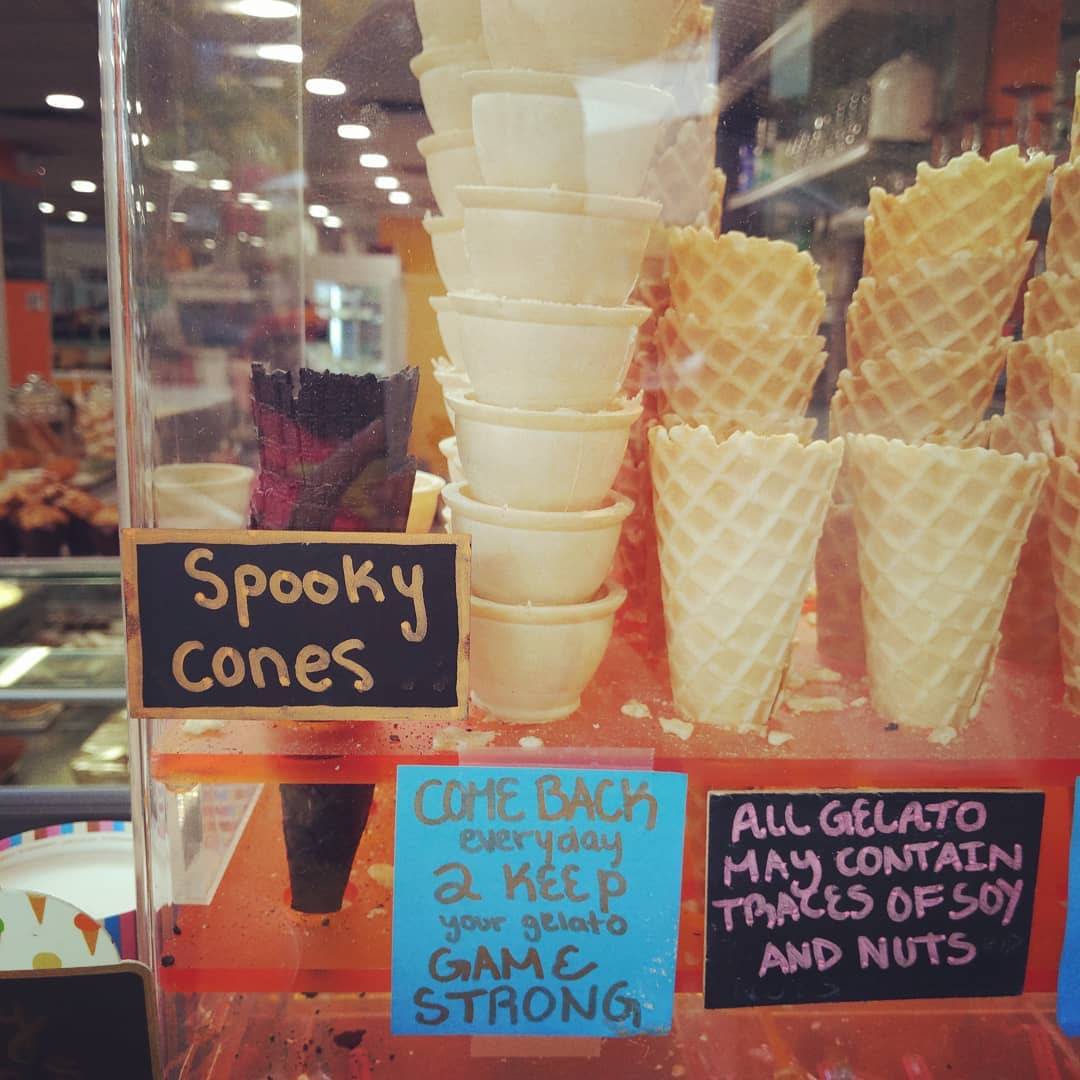 Spooky
cones
COME BACK
everyday
2 KEEP
your gelato
GAME
STRONG
ALL GELATO
MAY CONTAIN
TRACES OF SOY
AND NUTS